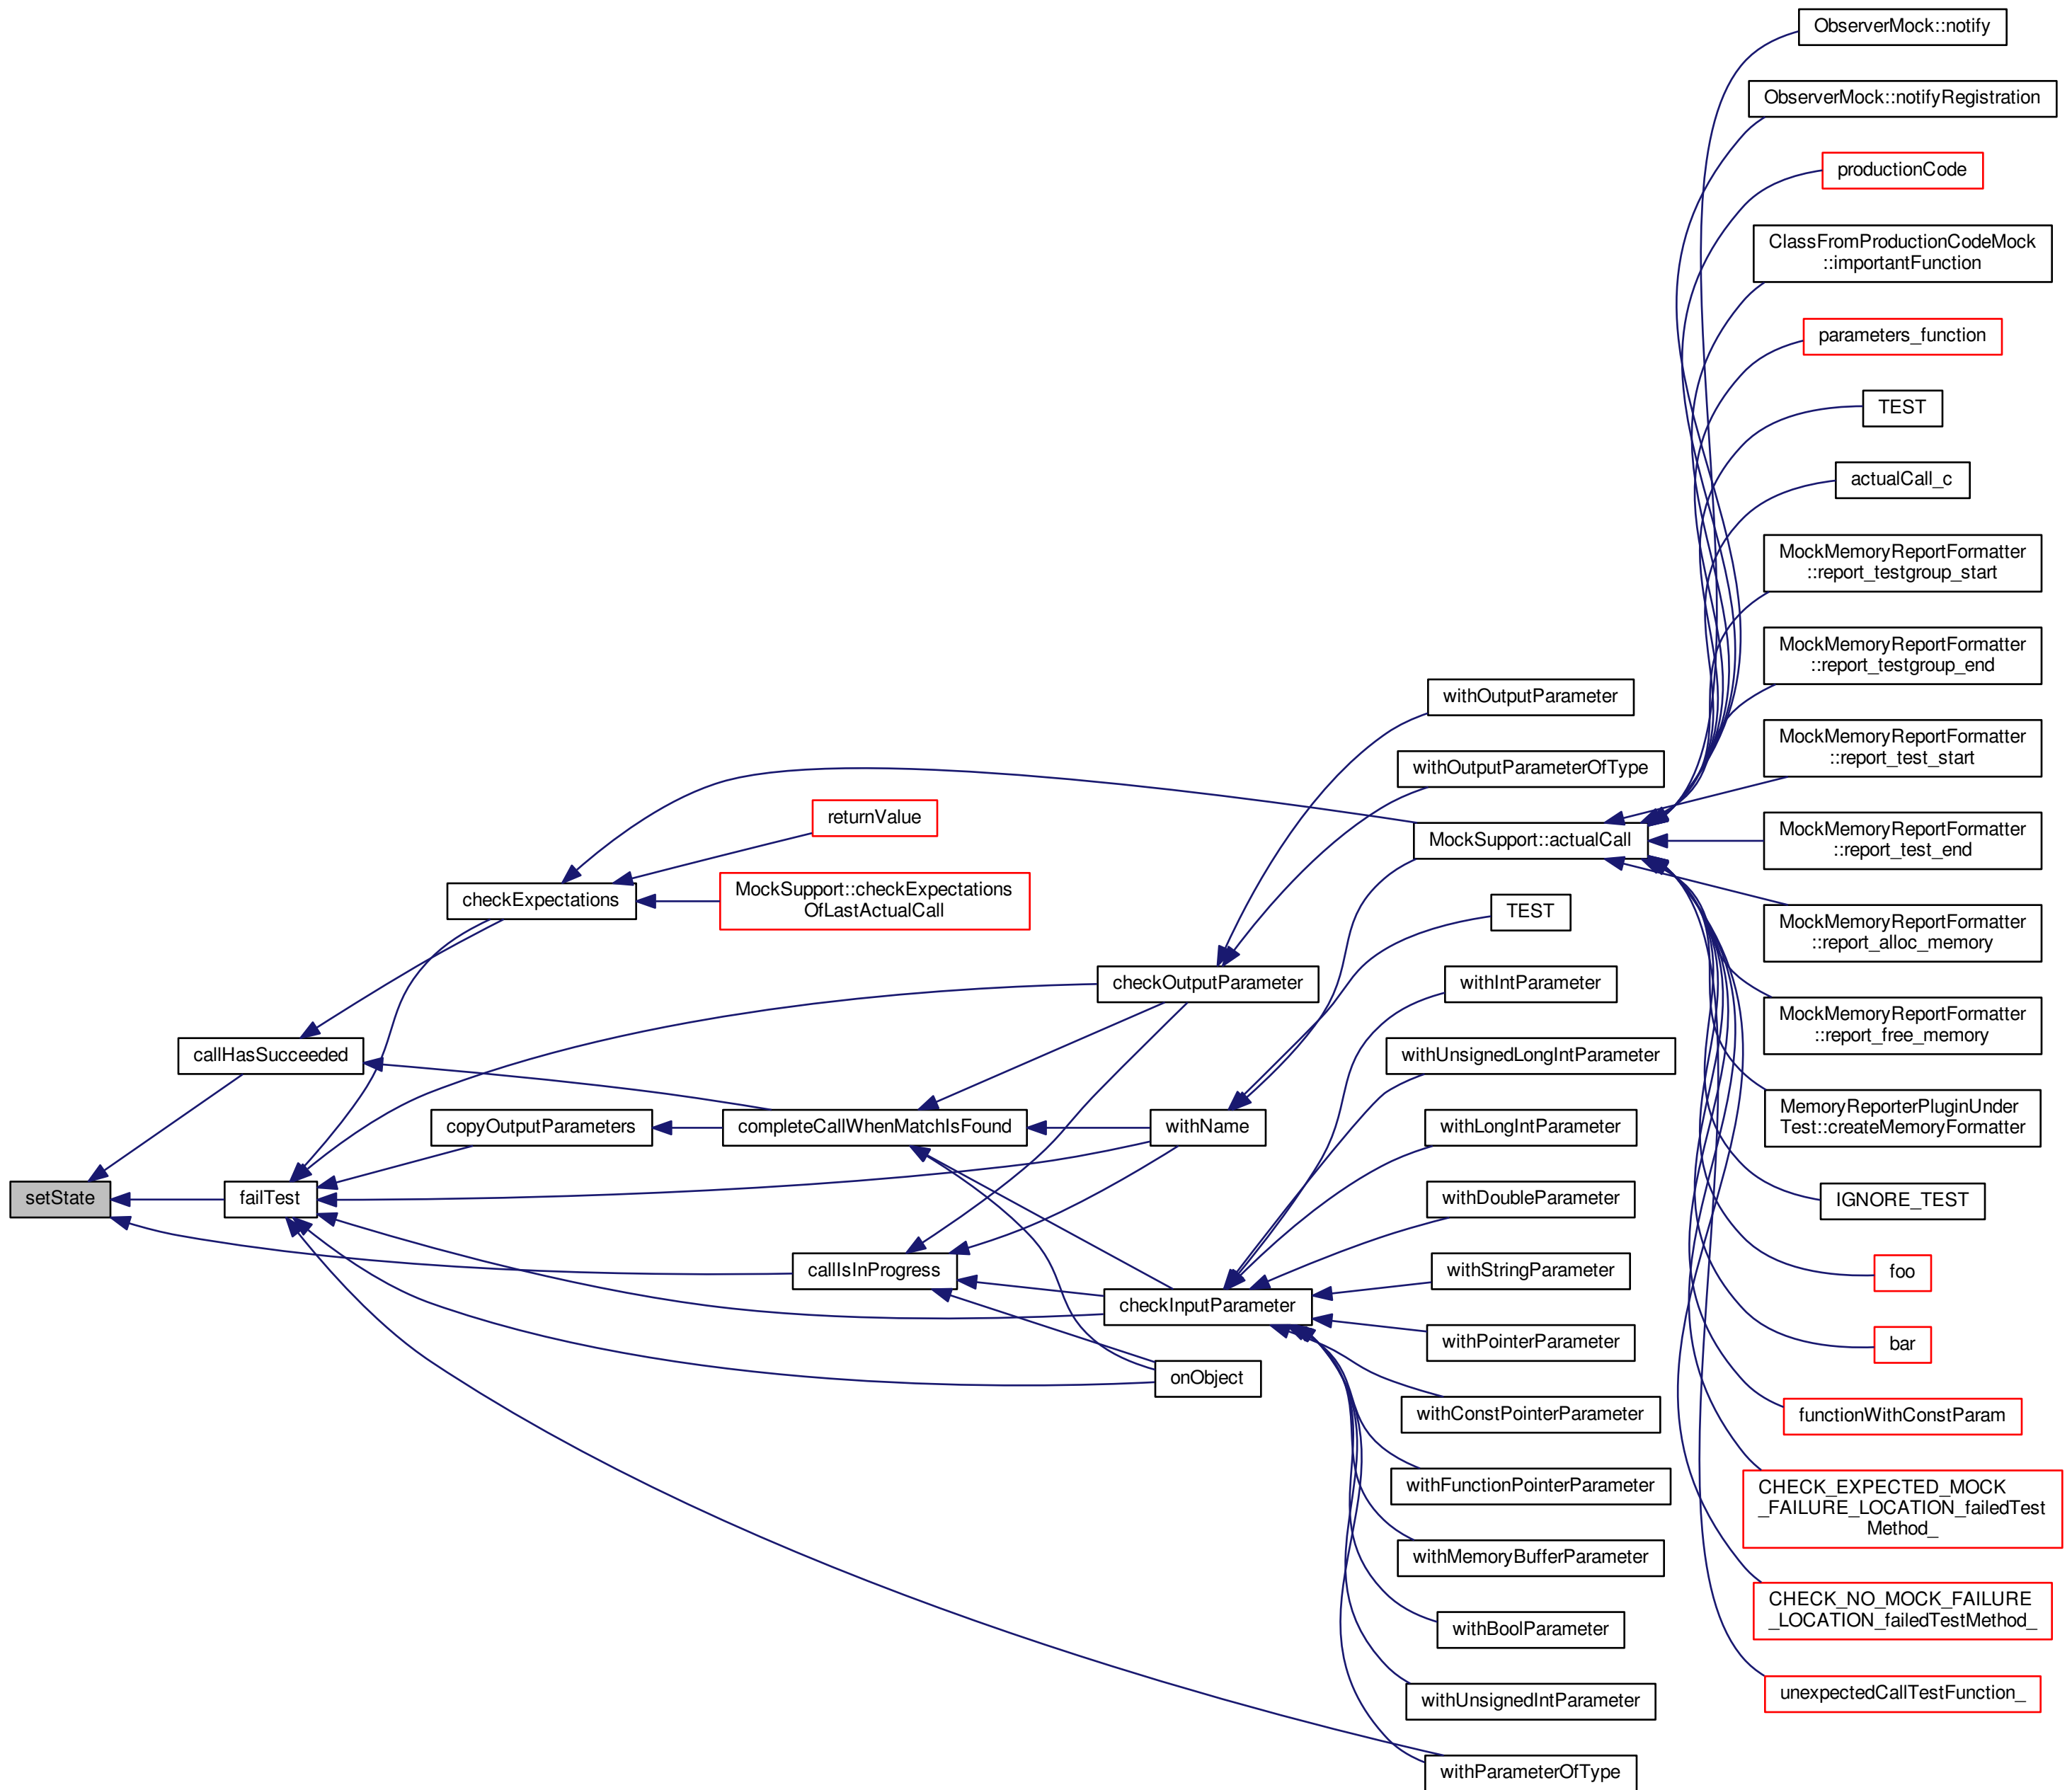 ObserverMock::notify
ObserverMock::notifyRegistration
productionCode
ClassFromProductionCodeMock
::importantFunction
parameters_function
TEST
actualCall_c
MockMemoryReportFormatter
::report_testgroup_start
MockMemoryReportFormatter
::report_testgroup_end
withOutputParameter
MockMemoryReportFormatter
::report_test_start
withOutputParameterOfType
returnValue
MockSupport::actualCall
MockMemoryReportFormatter
::report_test_end
checkExpectations
MockSupport::checkExpectations
OfLastActualCall
TEST
MockMemoryReportFormatter
::report_alloc_memory
checkOutputParameter
withIntParameter
MockMemoryReportFormatter
::report_free_memory
callHasSucceeded
withUnsignedLongIntParameter
copyOutputParameters
completeCallWhenMatchIsFound
withName
withLongIntParameter
MemoryReporterPluginUnder
Test::createMemoryFormatter
setState
failTest
withDoubleParameter
IGNORE_TEST
callIsInProgress
withStringParameter
foo
checkInputParameter
withPointerParameter
bar
onObject
withConstPointerParameter
functionWithConstParam
withFunctionPointerParameter
CHECK_EXPECTED_MOCK
_FAILURE_LOCATION_failedTest
Method_
withMemoryBufferParameter
withBoolParameter
CHECK_NO_MOCK_FAILURE
_LOCATION_failedTestMethod_
withUnsignedIntParameter
unexpectedCallTestFunction_
withParameterOfType